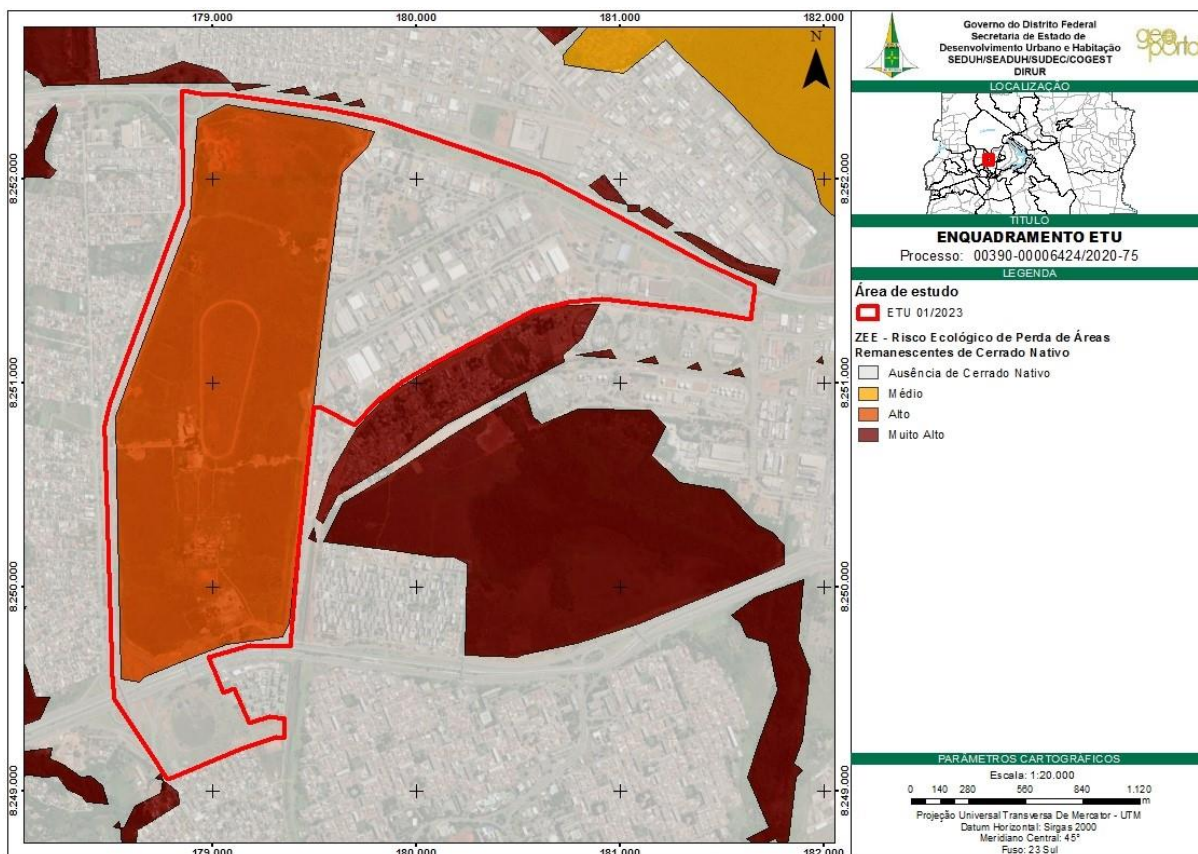 179.000 180.000 181.000 182.000
N
8.252.000
8.251.000
8.250.000
8.249.000
8.252.000
8.251.000
8.250.000
8.249.000
179.000 180.000 181.000 182.000
Governo do Distrito Federal
Secretaria de Estado de
Desenvolvimento Urbano e Habitação
SEDUH/SEADUH/SUDEC/COGEST
DIRUR
geo
portal
LOCALIZAÇÃO
TITULO
ENQUADRAMENTO ETU
Processo: 00390-00006424/2020-75
LEGENDA
Área de estudo
ETU 01/2023
ZEE - Risco Ecológico de Perda de Áreas
Remanescentes de Cerrado Nativo
Ausência de Cerrado Nativo
Médio
Alto
Muito Alto
PARÂMETROS CARTOGRÁFICOS
Escala: 1:20.000
0 140 280 560 840 1.120
m
Projeção Universal Transversa De Mercator - UTM
Datum Horizontal: Sirgas 2000
Meridiano Central: 45°
Fuso: 23 Sul